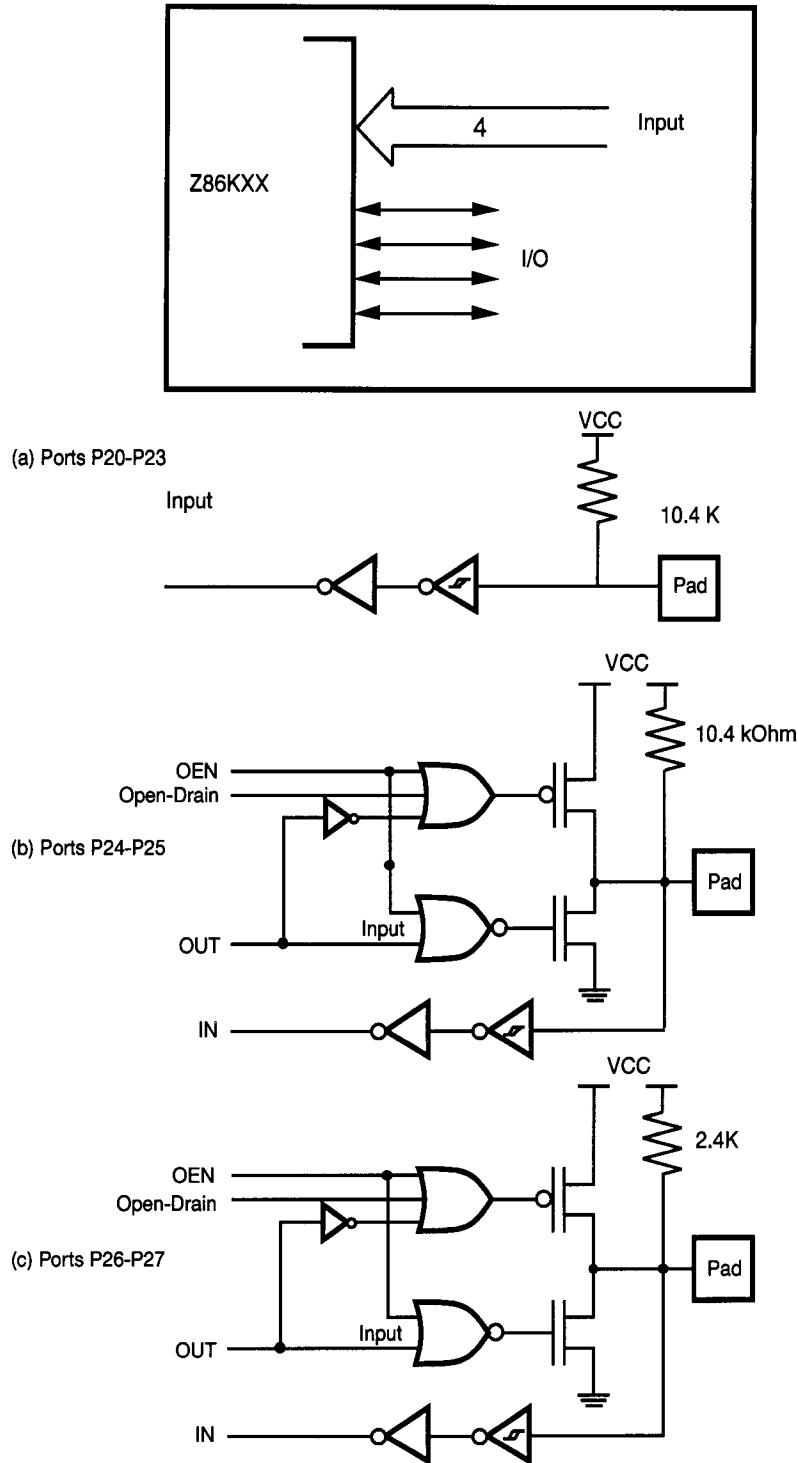 4
Input
Z86KXX
I/O
VCC
(a) Ports P20-P23
Input
10.4 K
Pad
VCC
10.4 kOhm
OEN
Open-Drain
(b) Ports P24-P25
Pad
Input
OUT
IN
VCC
2.4K
OEN
Open-Drain
(c) Ports P26-P27
Pad
Input
OUT
IN